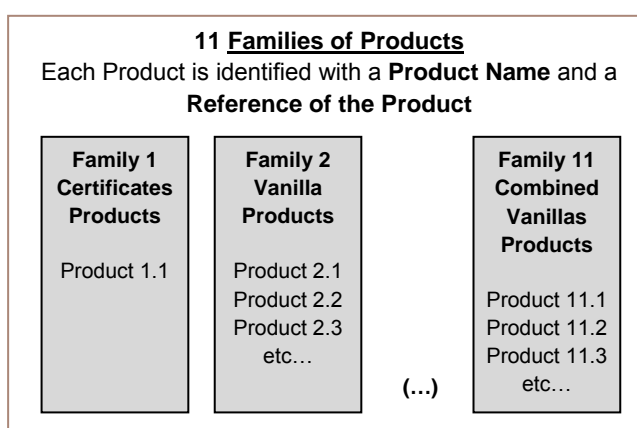 11 Families of Products
Each Product is identified with a Product Name and a
Reference of the Product
Family 1
Certificates
Products
Product 1.1
Family 2
Vanilla
Products
Product 2.1
Product 2.2
Product 2.3
etc…
(…)
Family 11
Combined
Vanillas
Products
Product 11.1
Product 11.2
Product 11.3
etc…